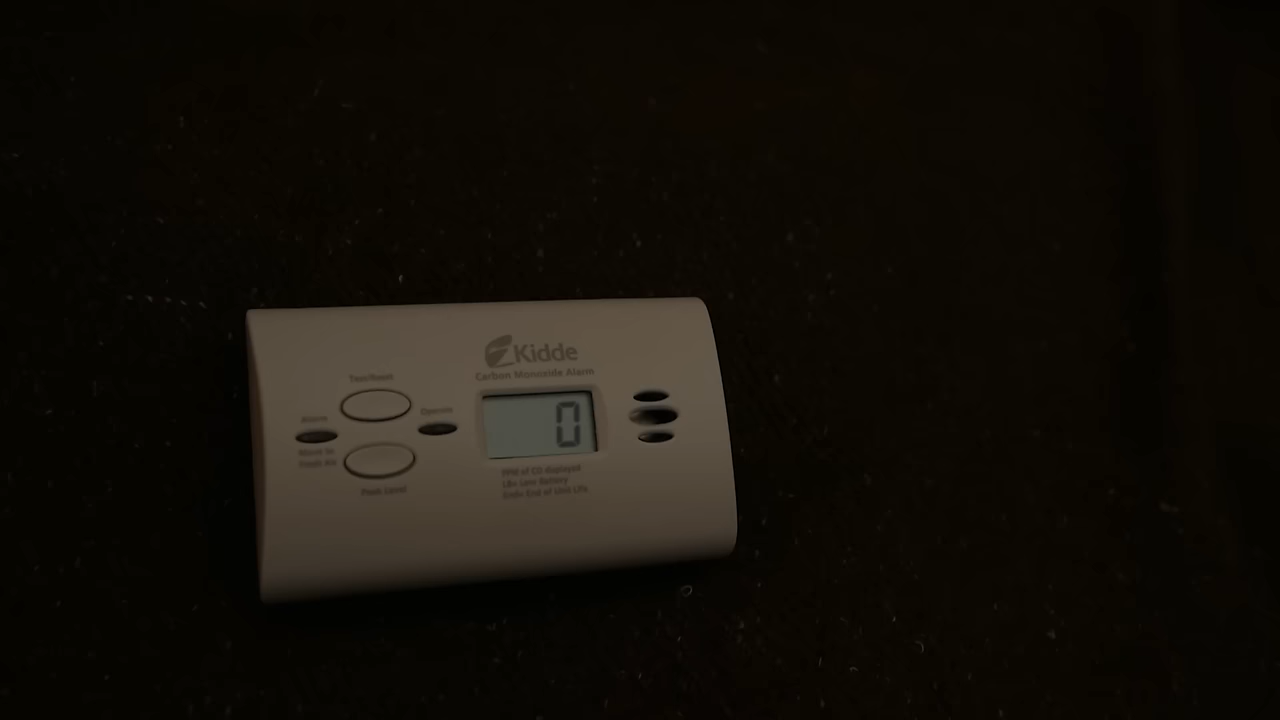 Kidde
Carbon Monoxide Alarm
Test/Reset
Alarm
Operate
0
Move to
Fresh Air
PPM of CO displayed
LB= Low Battery
End= End of Unit Life
Peak Level